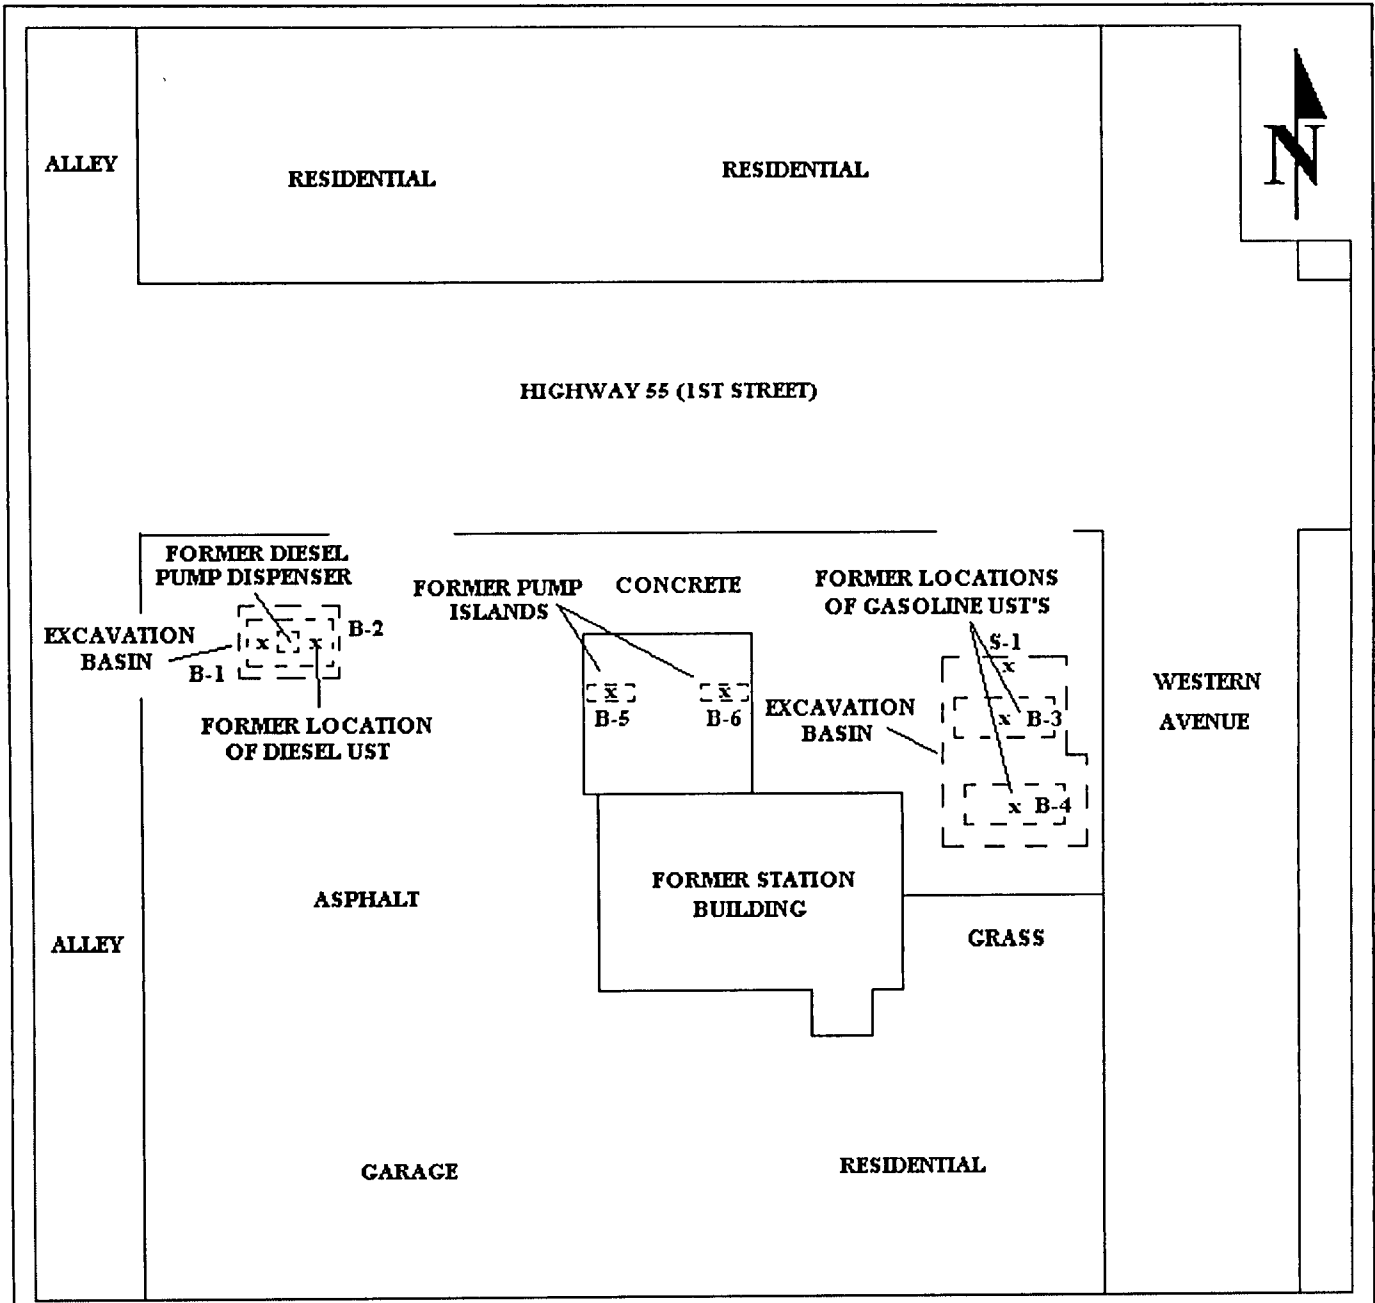 N
ALLEY
RESIDENTIAL
RESIDENTIAL
HIGHWAY 55 (1ST STREET)
FORMER DIESEL
PUMP DISPENSER
EXCAVATION
BASIN
x
x
B-2
B-1
FORMER LOCATION
OF DIESEL UST
FORMER PUMP
ISLANDS
CONCRETE
x
B-5
x
B-6
FORMER LOCATIONS
OF GASOLINE UST'S
S-1
x
EXCAVATION
BASIN
x B-3
x B-4
WESTERN
AVENUE
FORMER STATION
BUILDING
ASPHALT
ALLEY
GRASS
GARAGE
RESIDENTIAL